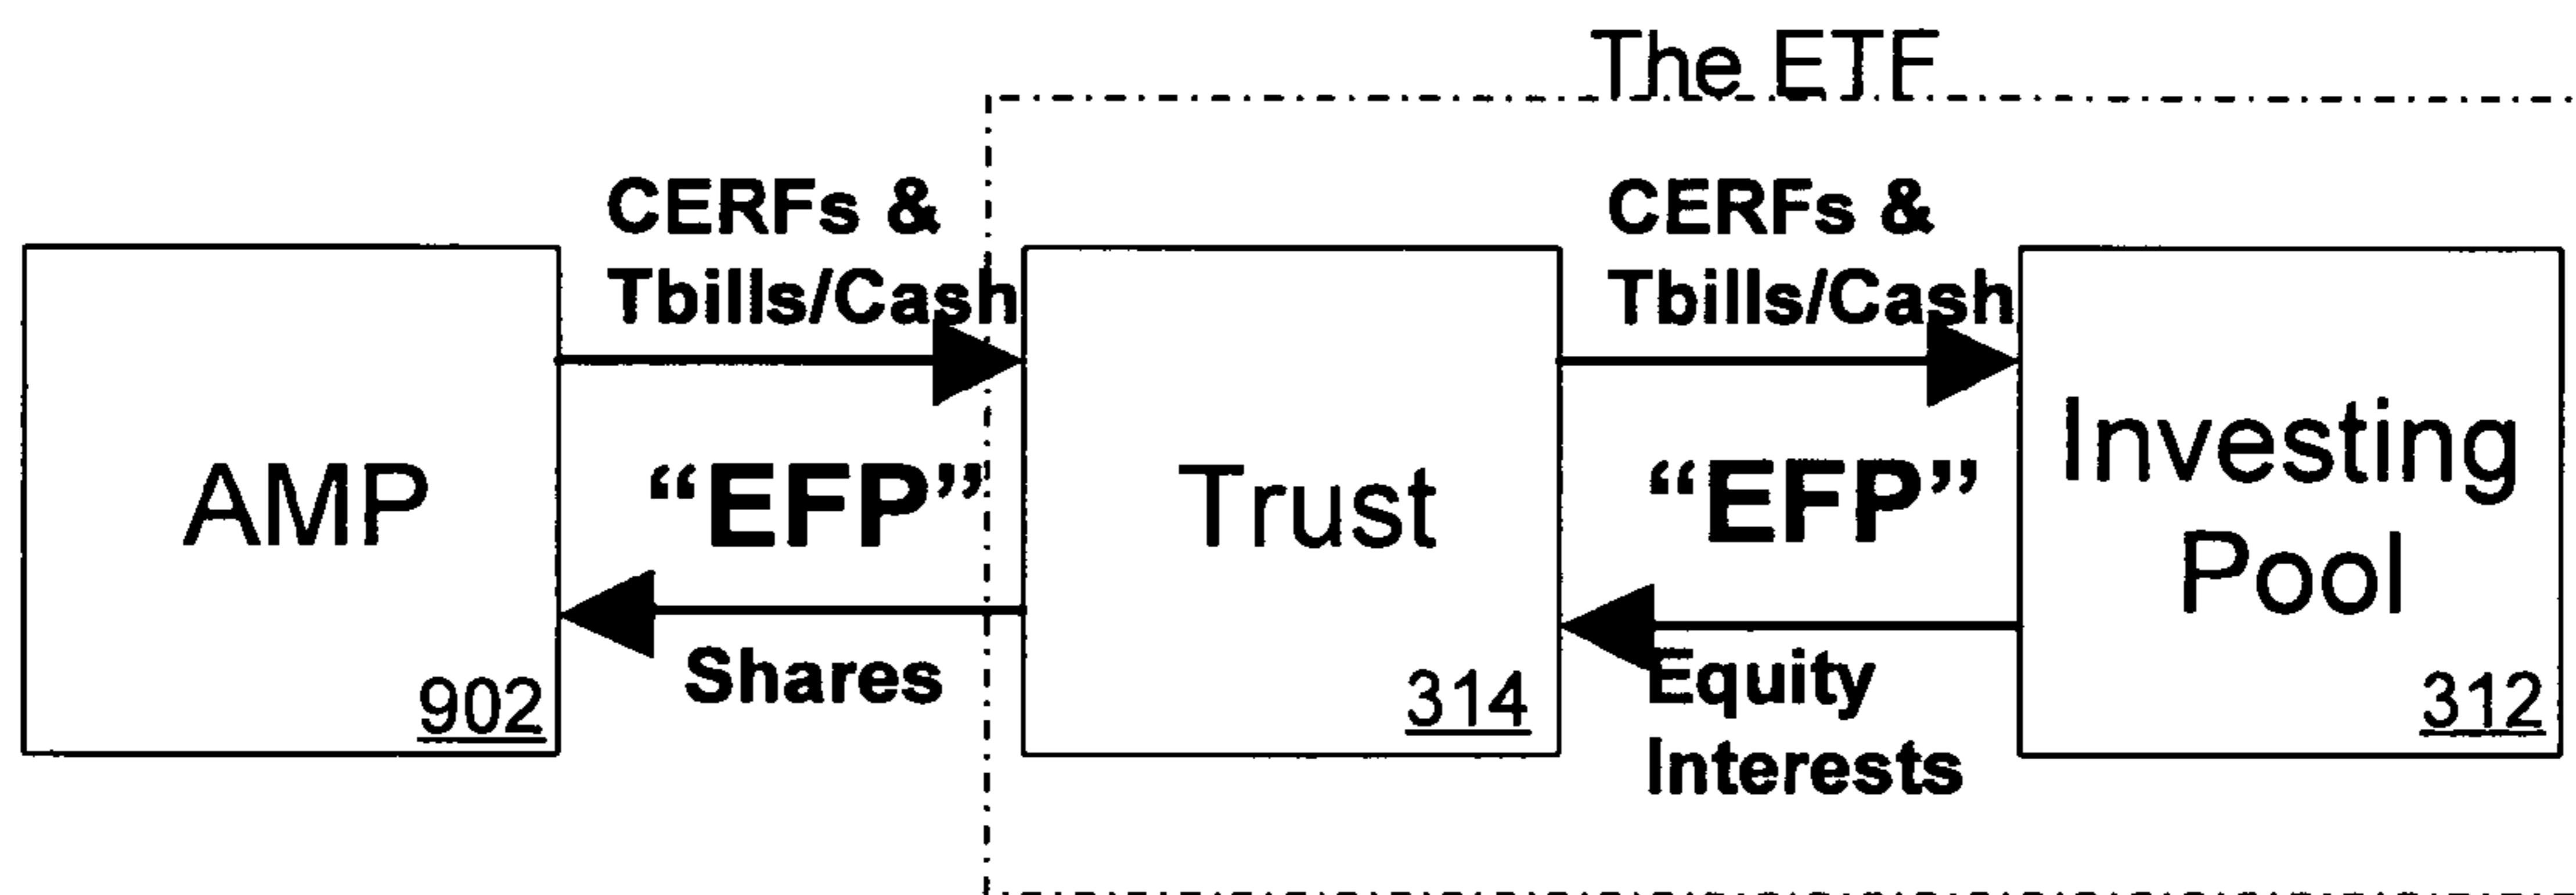 The ETF
CERFs &
Tbills/Cash
CERFs &
Tbills/Cash
AMP
902
“EFP”
Shares
Trust
314
“EFP”
Equity
Interests
Investing
Pool
312